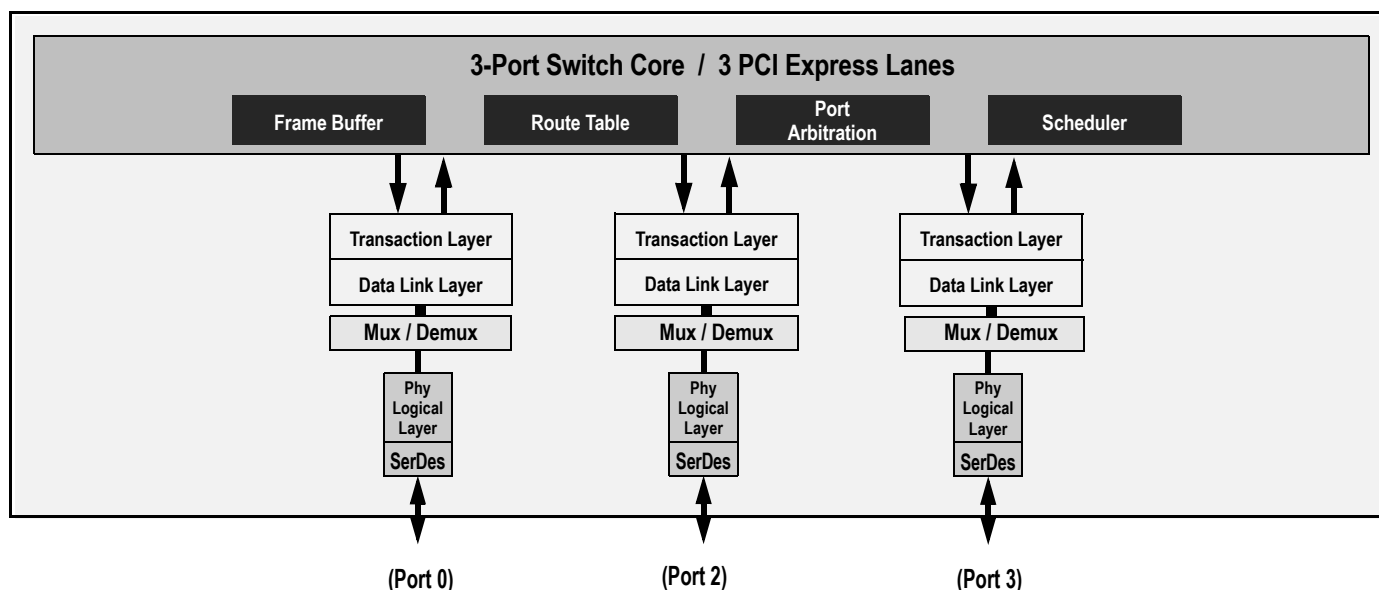 3-Port Switch Core / 3 PCI Express Lanes
Frame Buffer
Route Table
Port
Arbitration
Scheduler
Transaction Layer
Data Link Layer
Mux / Demux
Phy
Logical
Layer
SerDes
(Port 0)
Transaction Layer
Data Link Layer
Mux / Demux
Phy
Logical
Layer
SerDes
(Port 2)
Transaction Layer
Data Link Layer
Mux / Demux
Phy
Logical
Layer
SerDes
(Port 3)